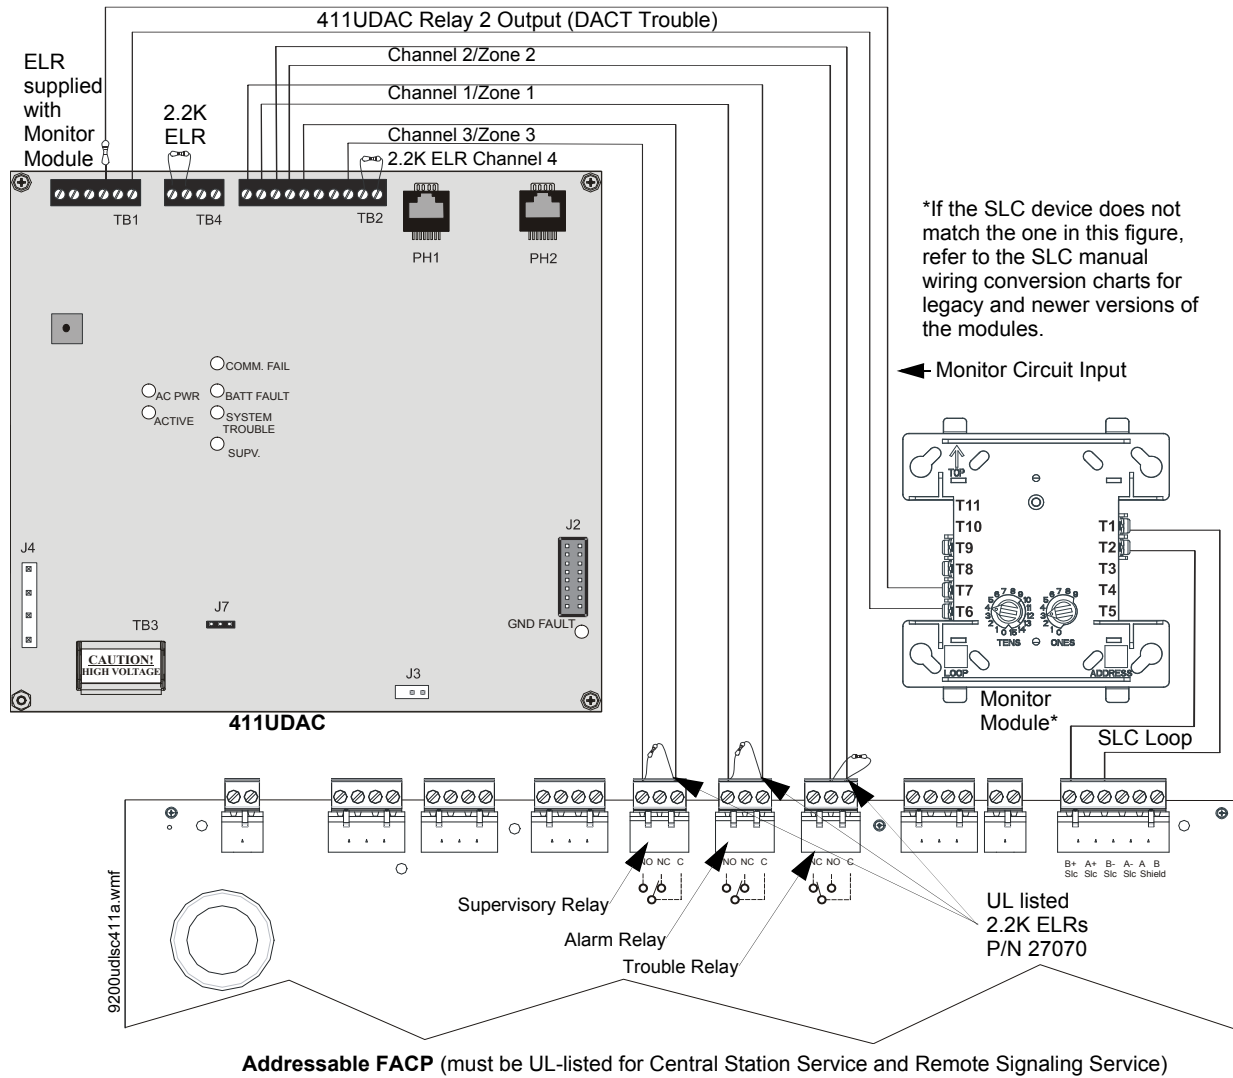 411UDAC Relay 2 Output (DACT Trouble)
Channel 2/Zone 2
ELR
supplied
with
Monitor
Module
2.2K
ELR
Channel 1/Zone 1
Channel 3/Zone 3
2.2K ELR Channel 4
TB1
TB4
TB2
PH1
PH2
*If the SLC device does not
match the one in this figure,
refer to the SLC manual
wiring conversion charts for
legacy and newer versions of
the modules.
Monitor Circuit Input
COMM. FAIL
AC PWR
BATT FAULT
ACTIVE
SYSTEM
TROUBLE
SUPV.
J4
J7
J2
TB3
GND FAULT
CAUTION!
HIGH VOLTAGE
J3
411UDAC
TOP
T11
T10
T9
T8
T7
T6
T1
T2
T3
T4
T5
TENS
ONES
LOOP
ADDRESS
Monitor
Module*
SLC Loop
NO NC C
NO NC C
NC NO C
B+ A+ B- A- A B
Slc Slc Slc Slc Shield
Supervisory Relay
Alarm Relay
Trouble Relay
UL listed
2.2K ELRs
P/N 27070
9200udlsc411a.wmf
Addressable FACP (must be UL-listed for Central Station Service and Remote Signaling Service)